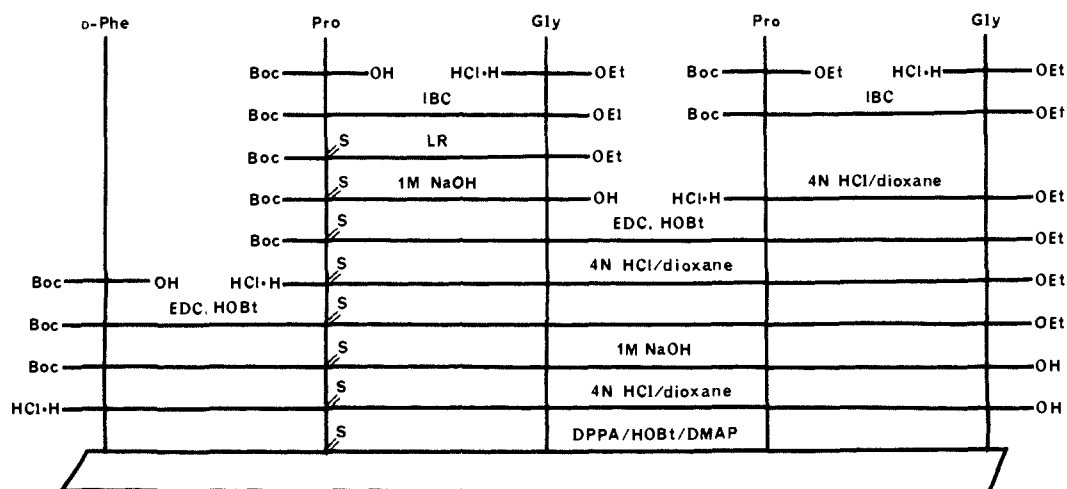 D-Phe Pro Gly Pro Gly
Boc OH HCl·H OEt Boc OEt HCl·H OEt
IBC IBC
Boc OEl Boc OEt
S LR
Boc OEt
S 1M NaOH 4N HCl/dioxane
Boc OH HCl·H OEt
S EDC, HOBt
Boc OEt
S 4N HCl/dioxane
Boc OH HCl·H OEt
EDC, HOBt S
Boc OEt
S 1M NaOH
Boc OH
S 4N HCl/dioxane
HCl·H OH
S DPPA/HOBt/DMAP